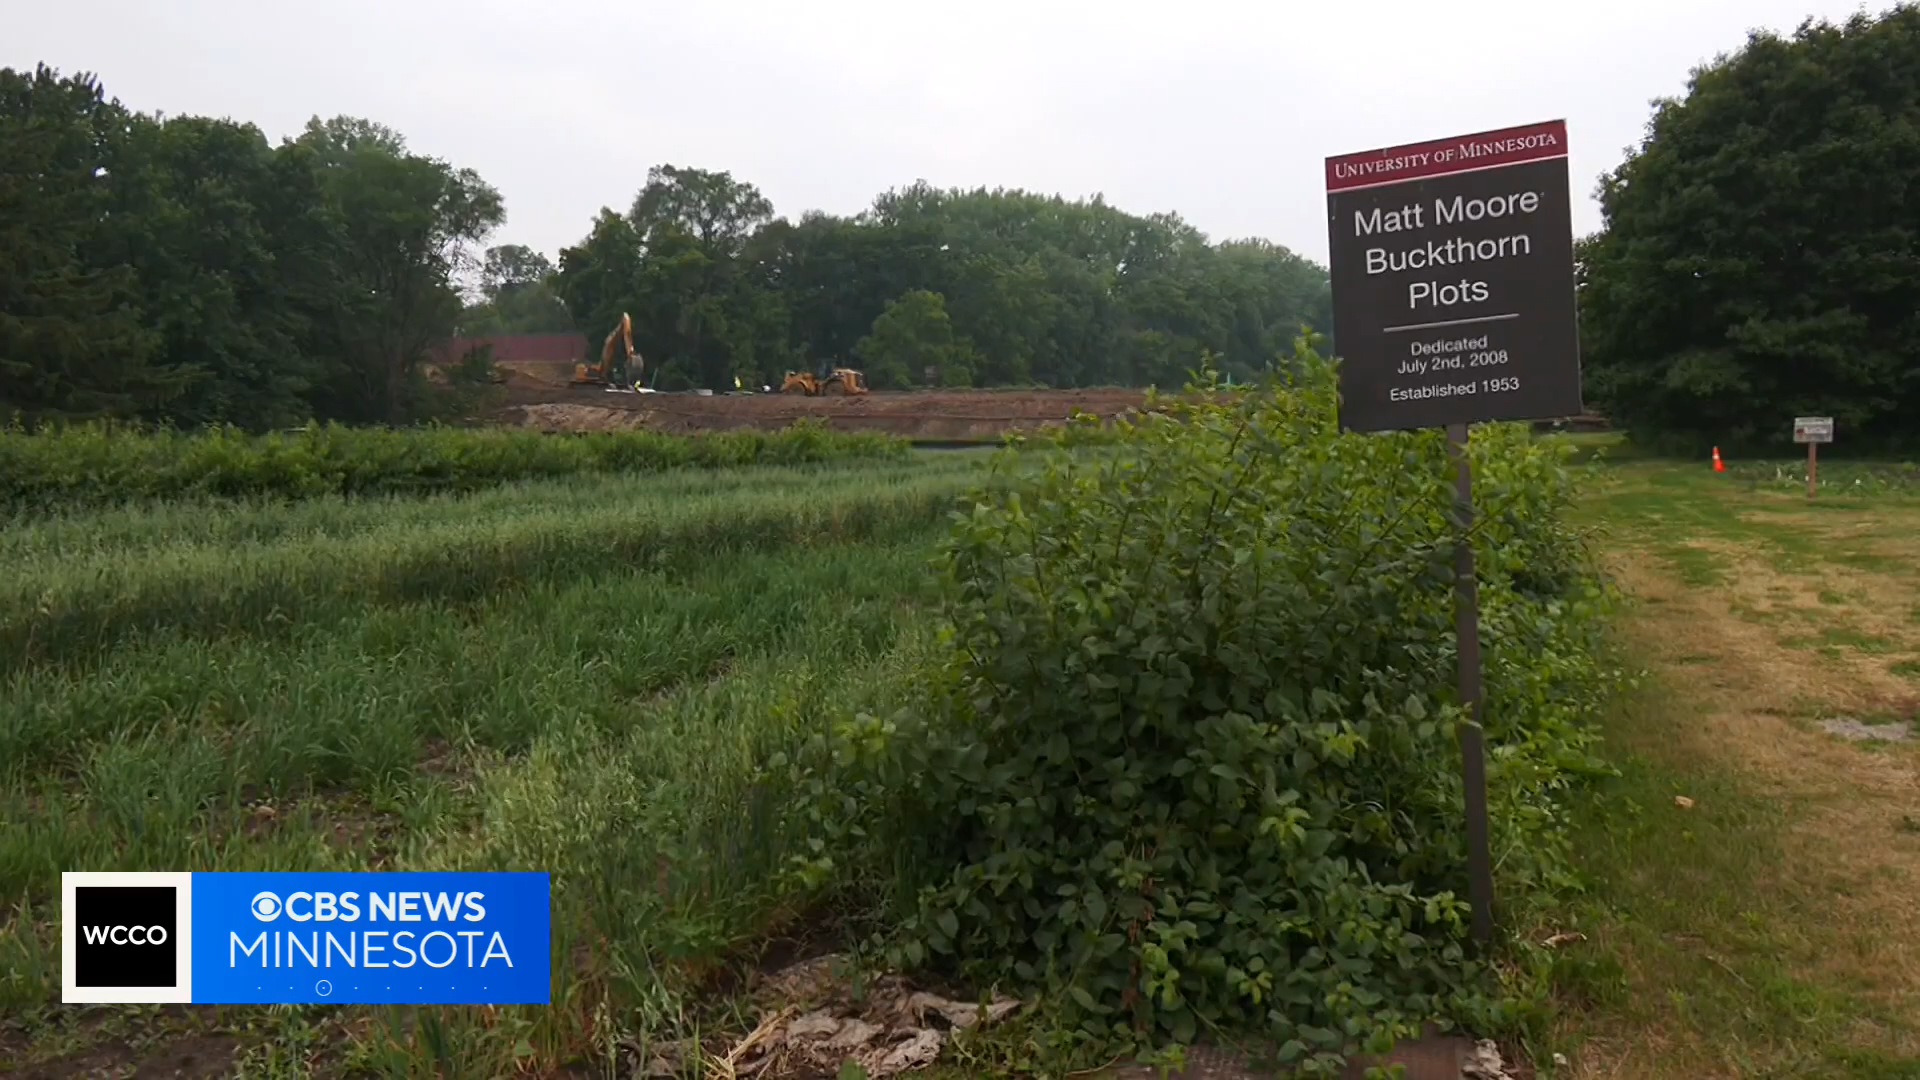 UNIVERSITY OF MINNESOTA
Matt Moore
Buckthorn
Plots
Dedicated
July 2nd, 2008
Established 1953
WCCO
CBS NEWS
MINNESOTA